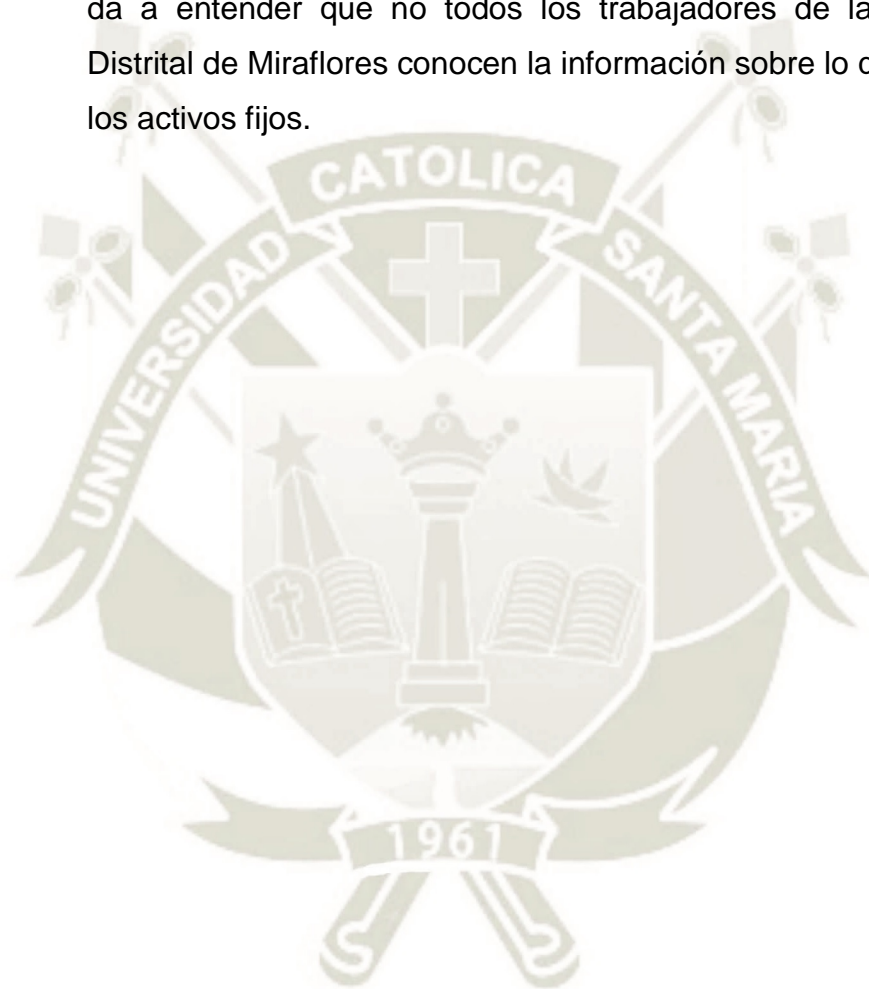 da a entender que no todos los trabajadores de la
Distrital de Miraflores conocen la información sobre lo
los activos fijos.
CATOLICA
UNIVERSIDAD
SANTA MARIA
1961